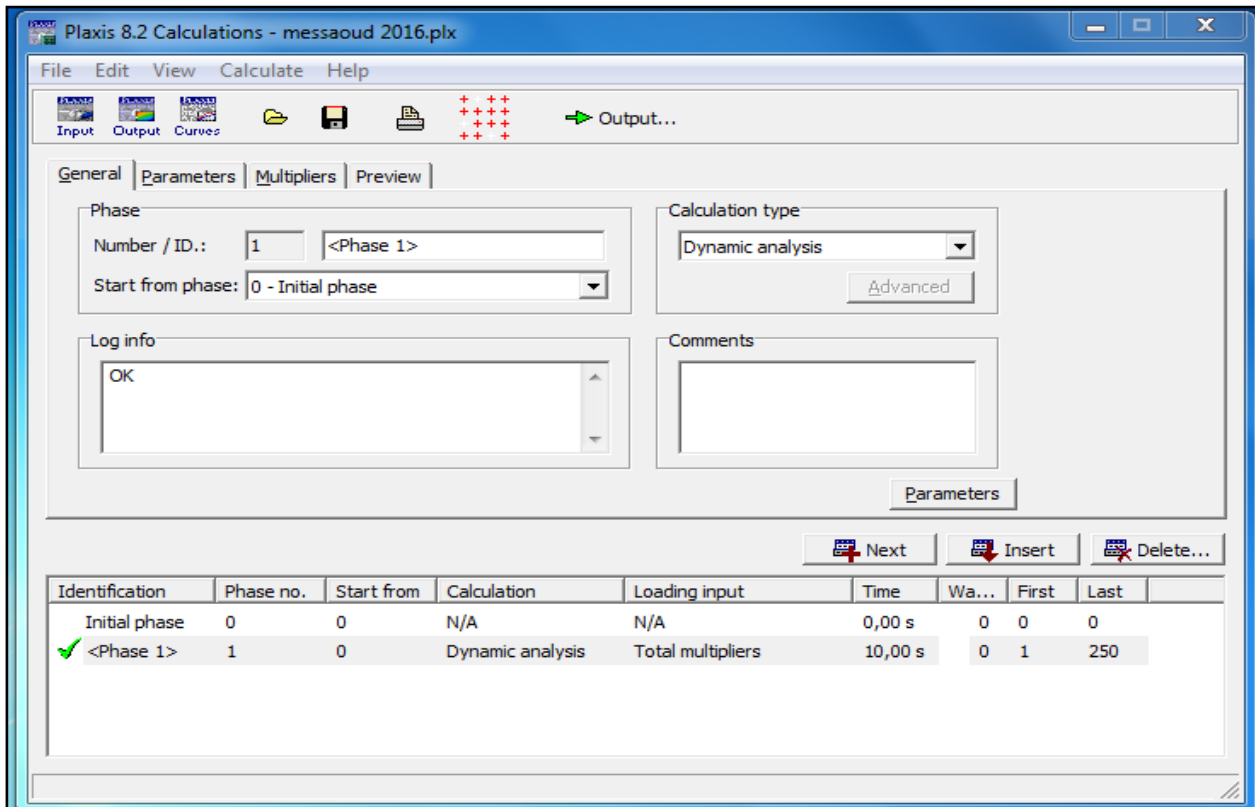 Plaxis 8.2 Calculations - messaoud 2016.plx
File Edit View Calculate Help
Input Output Curves Output...
General Parameters Multipliers Preview
Phase Calculation type
Number / ID.: 1 <Phase 1> Dynamic analysis
Start from phase: 0 - Initial phase Advanced
Log info Comments
OK
Parameters
Next Insert Delete...
Identification Phase no. Start from Calculation Loading input Time Wa... First Last
Initial phase 0 0 N/A N/A 0,00 s 0 0 0
<Phase 1> 1 0 Dynamic analysis Total multipliers 10,00 s 0 1 250